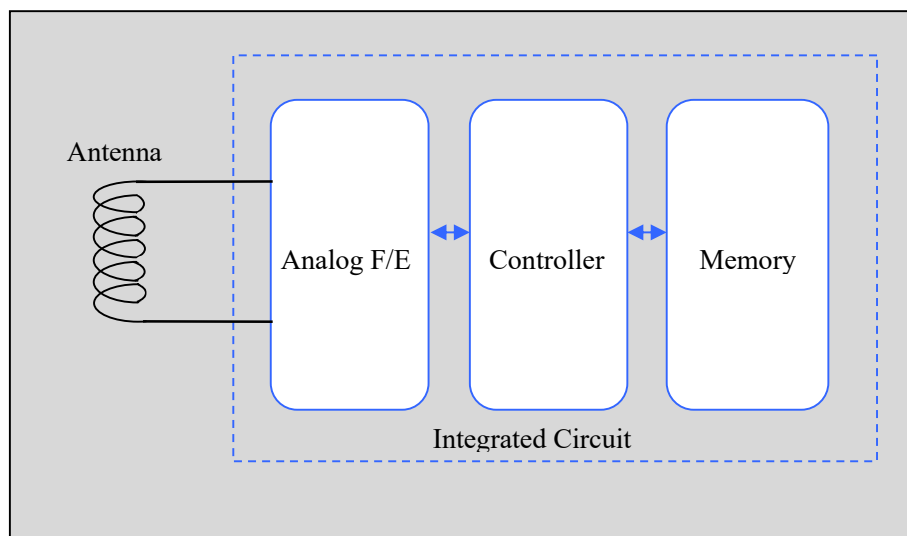 Antenna
Analog F/E
Controller
Memory
Integrated Circuit